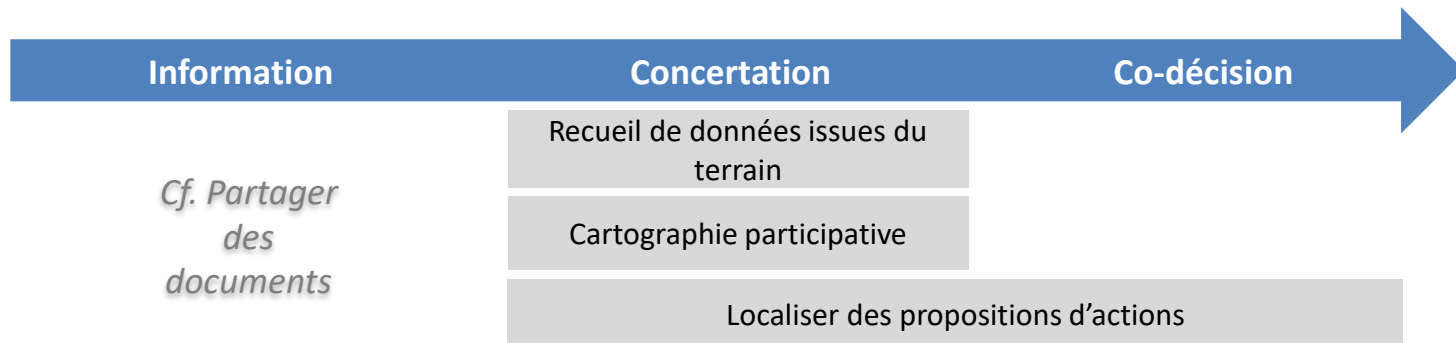 Information
Concertation
Co-décision
Cf. Partager
des
documents
Recueil de données issues du
terrain
Cartographie participative
Localiser des propositions d’actions